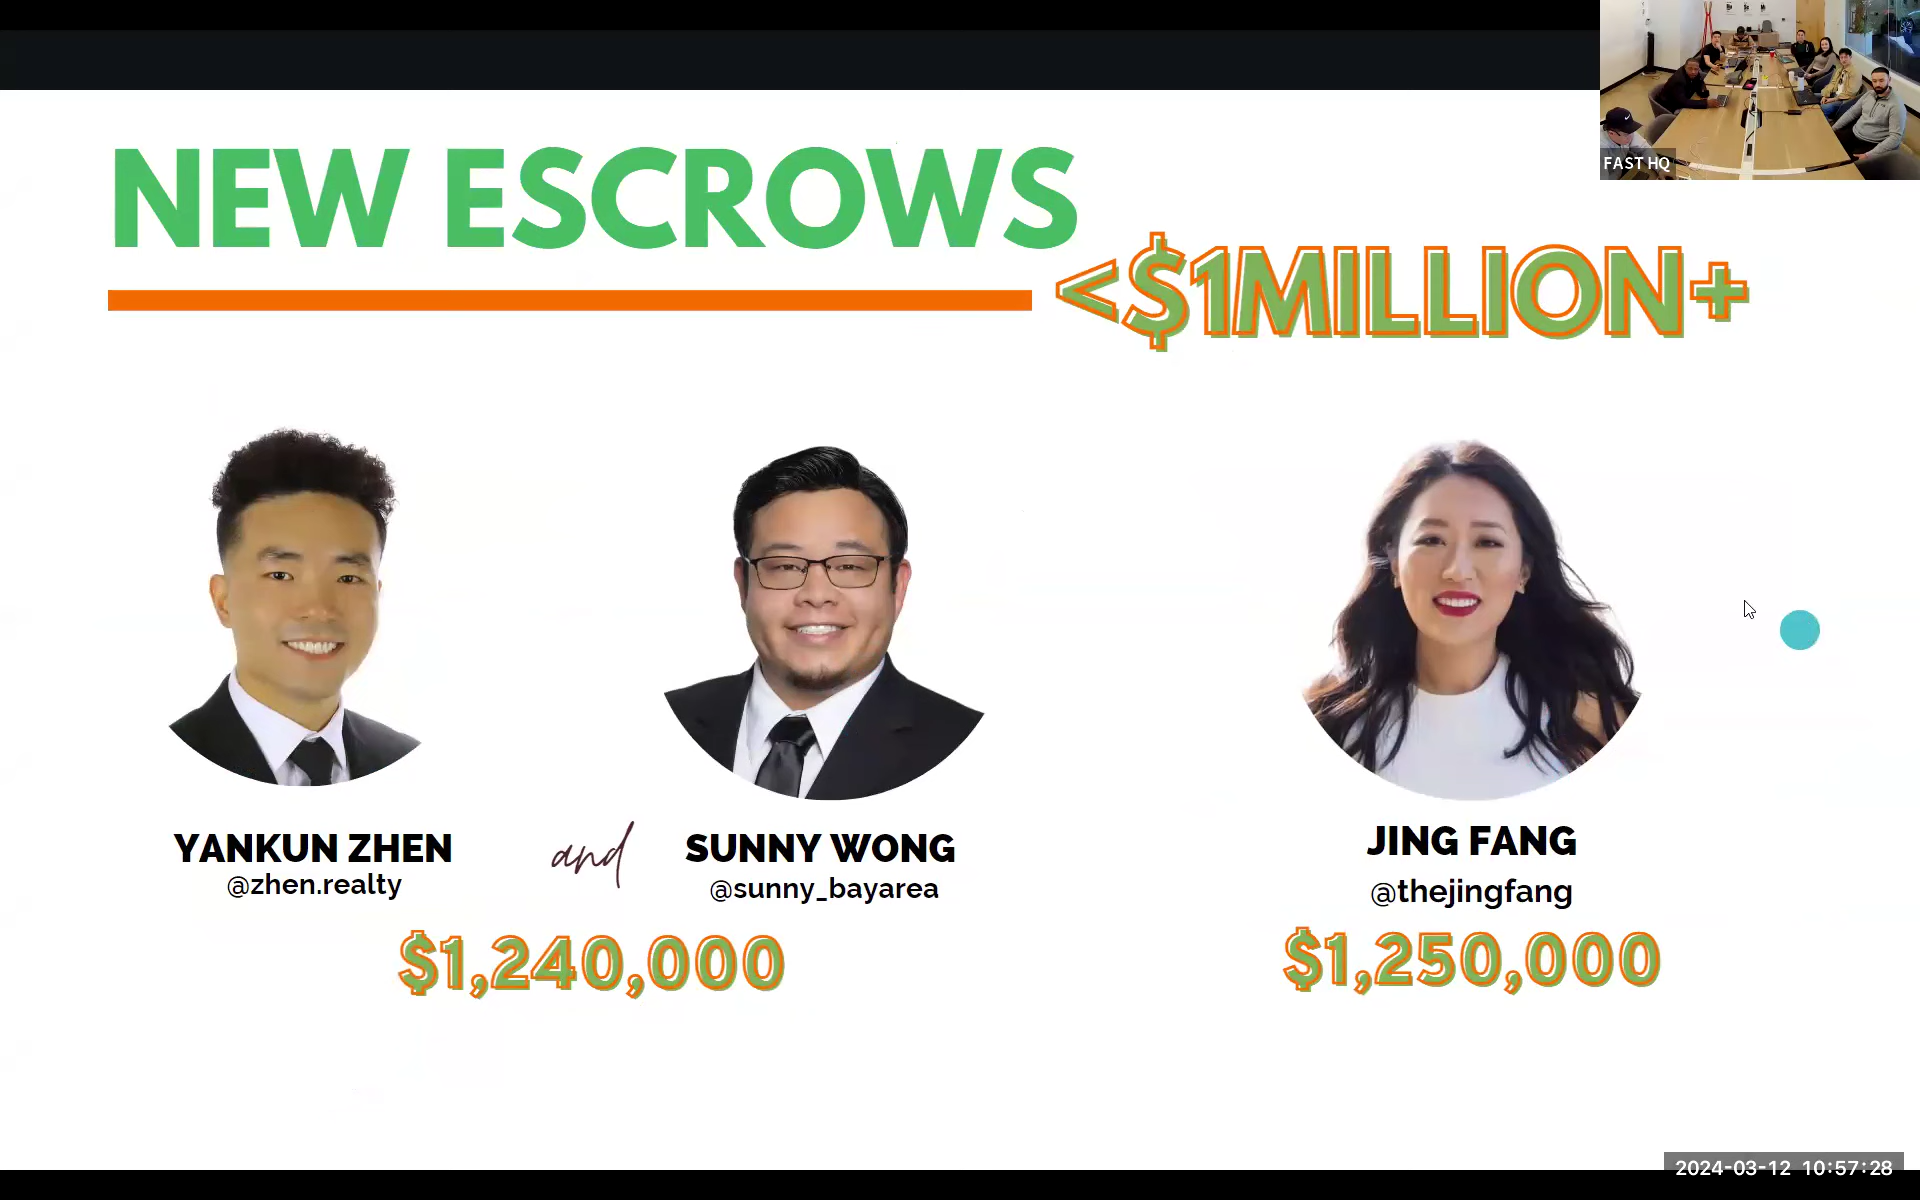 NEW ESCROWS
<$1MILLION+
FAST HQ
YANKUN ZHEN
@zhen.realty
and
SUNNY WONG
@sunny_bayarea
$1,240,000
JING FANG
@thejingfang
$1,250,000
2024-03-12 10:57:28